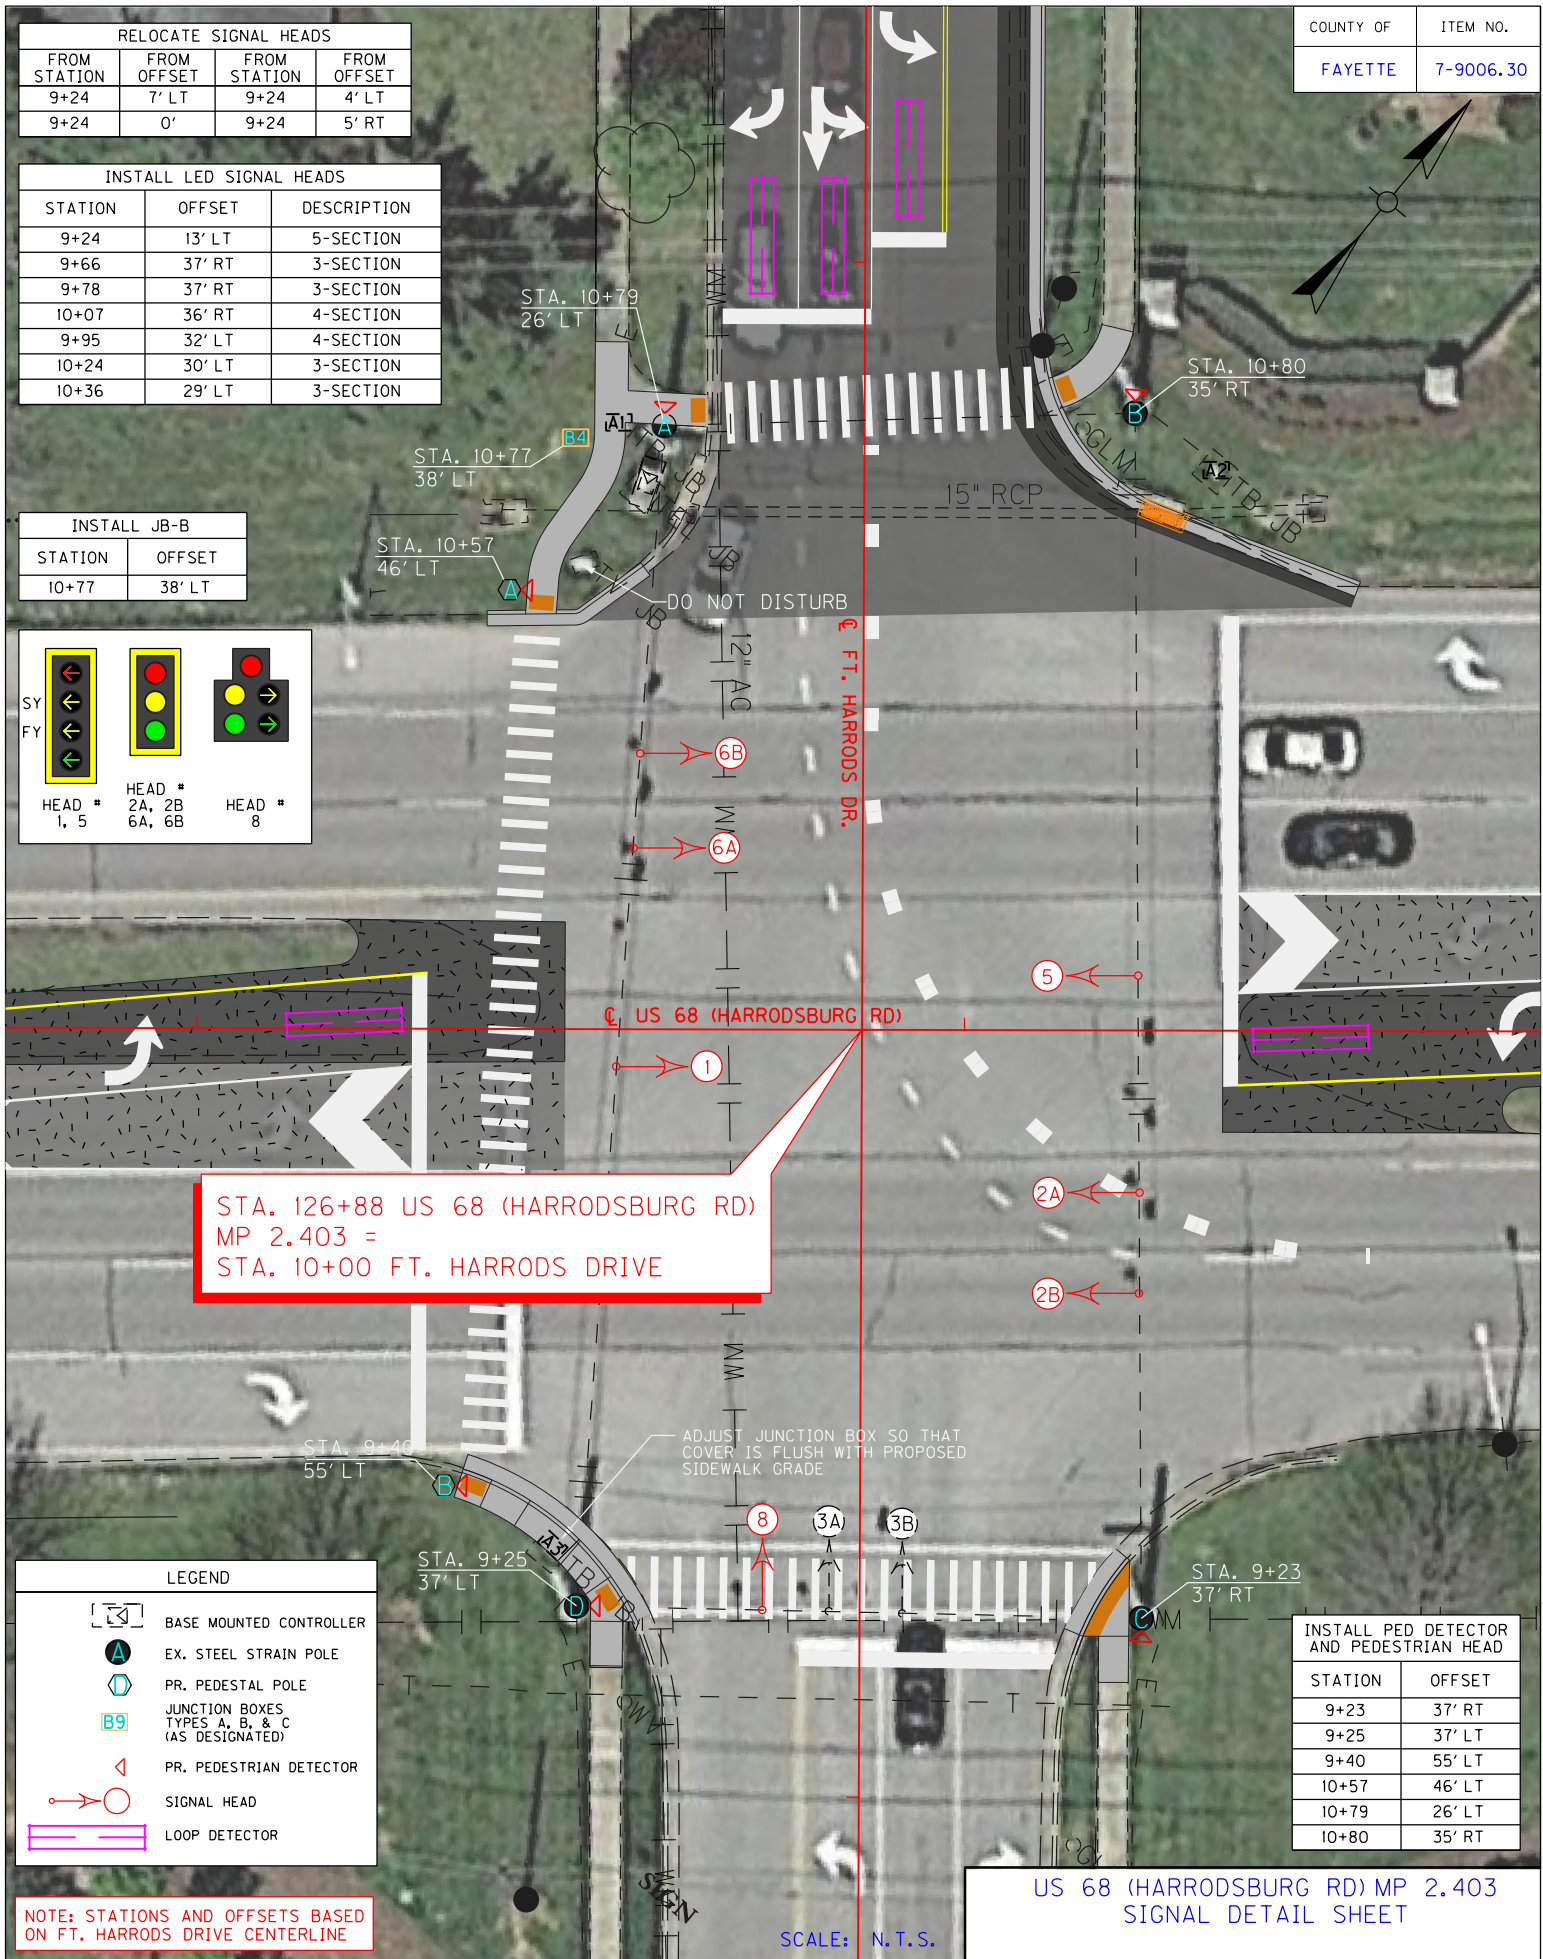 RELOCATE SIGNAL HEADS
FROM STATION FROM OFFSET FROM STATION FROM OFFSET
9+24 7' LT 9+24 4' LT
9+24 0' 9+24 5' RT
COUNTY OF ITEM NO.
FAYETTE 7-9006.30
INSTALL LED SIGNAL HEADS
STATION OFFSET DESCRIPTION
9+24 13' LT 5-SECTION
9+66 37' RT 3-SECTION
9+78 37' RT 3-SECTION
10+07 36' RT 4-SECTION
9+95 32' LT 4-SECTION
10+24 30' LT 3-SECTION
10+36 29' LT 3-SECTION
STA. 10+79
26' LT
STA. 10+80
35' RT
A1
A
B
B4
STA. 10+77
38' LT
A2
OGLM
TB
JB
15" RCP
INSTALL JB-B
STATION OFFSET
10+77 38' LT
STA. 10+57
46' LT
A
JB
JB
JB
DO NOT DISTURB
12" AC
℄ FT. HARRODS DR.
SY
FY
HEAD #
1, 5
HEAD #
2A, 2B
6A, 6B
HEAD #
8
6B
6A
5
℄ US 68 (HARRODSBURG RD)
1
STA. 126+88 US 68 (HARRODSBURG RD)
MP 2.403 =
STA. 10+00 FT. HARRODS DRIVE
2A
2B
WM
ADJUST JUNCTION BOX SO THAT
COVER IS FLUSH WITH PROPOSED
SIDEWALK GRADE
STA. 9+40
55' LT
B
8
3A
3B
A3
TB
STA. 9+25
37' LT
D
STA. 9+23
37' RT
C
WM
E
E
T
T
LEGEND
BASE MOUNTED CONTROLLER
A EX. STEEL STRAIN POLE
D PR. PEDESTAL POLE
B9 JUNCTION BOXES
TYPES A, B, & C
(AS DESIGNATED)
PR. PEDESTRIAN DETECTOR
SIGNAL HEAD
LOOP DETECTOR
INSTALL PED DETECTOR
AND PEDESTRIAN HEAD
STATION OFFSET
9+23 37' RT
9+25 37' LT
9+40 55' LT
10+57 46' LT
10+79 26' LT
10+80 35' RT
SIGN
NOTE: STATIONS AND OFFSETS BASED
ON FT. HARRODS DRIVE CENTERLINE
SCALE: N.T.S.
US 68 (HARRODSBURG RD) MP 2.403
SIGNAL DETAIL SHEET